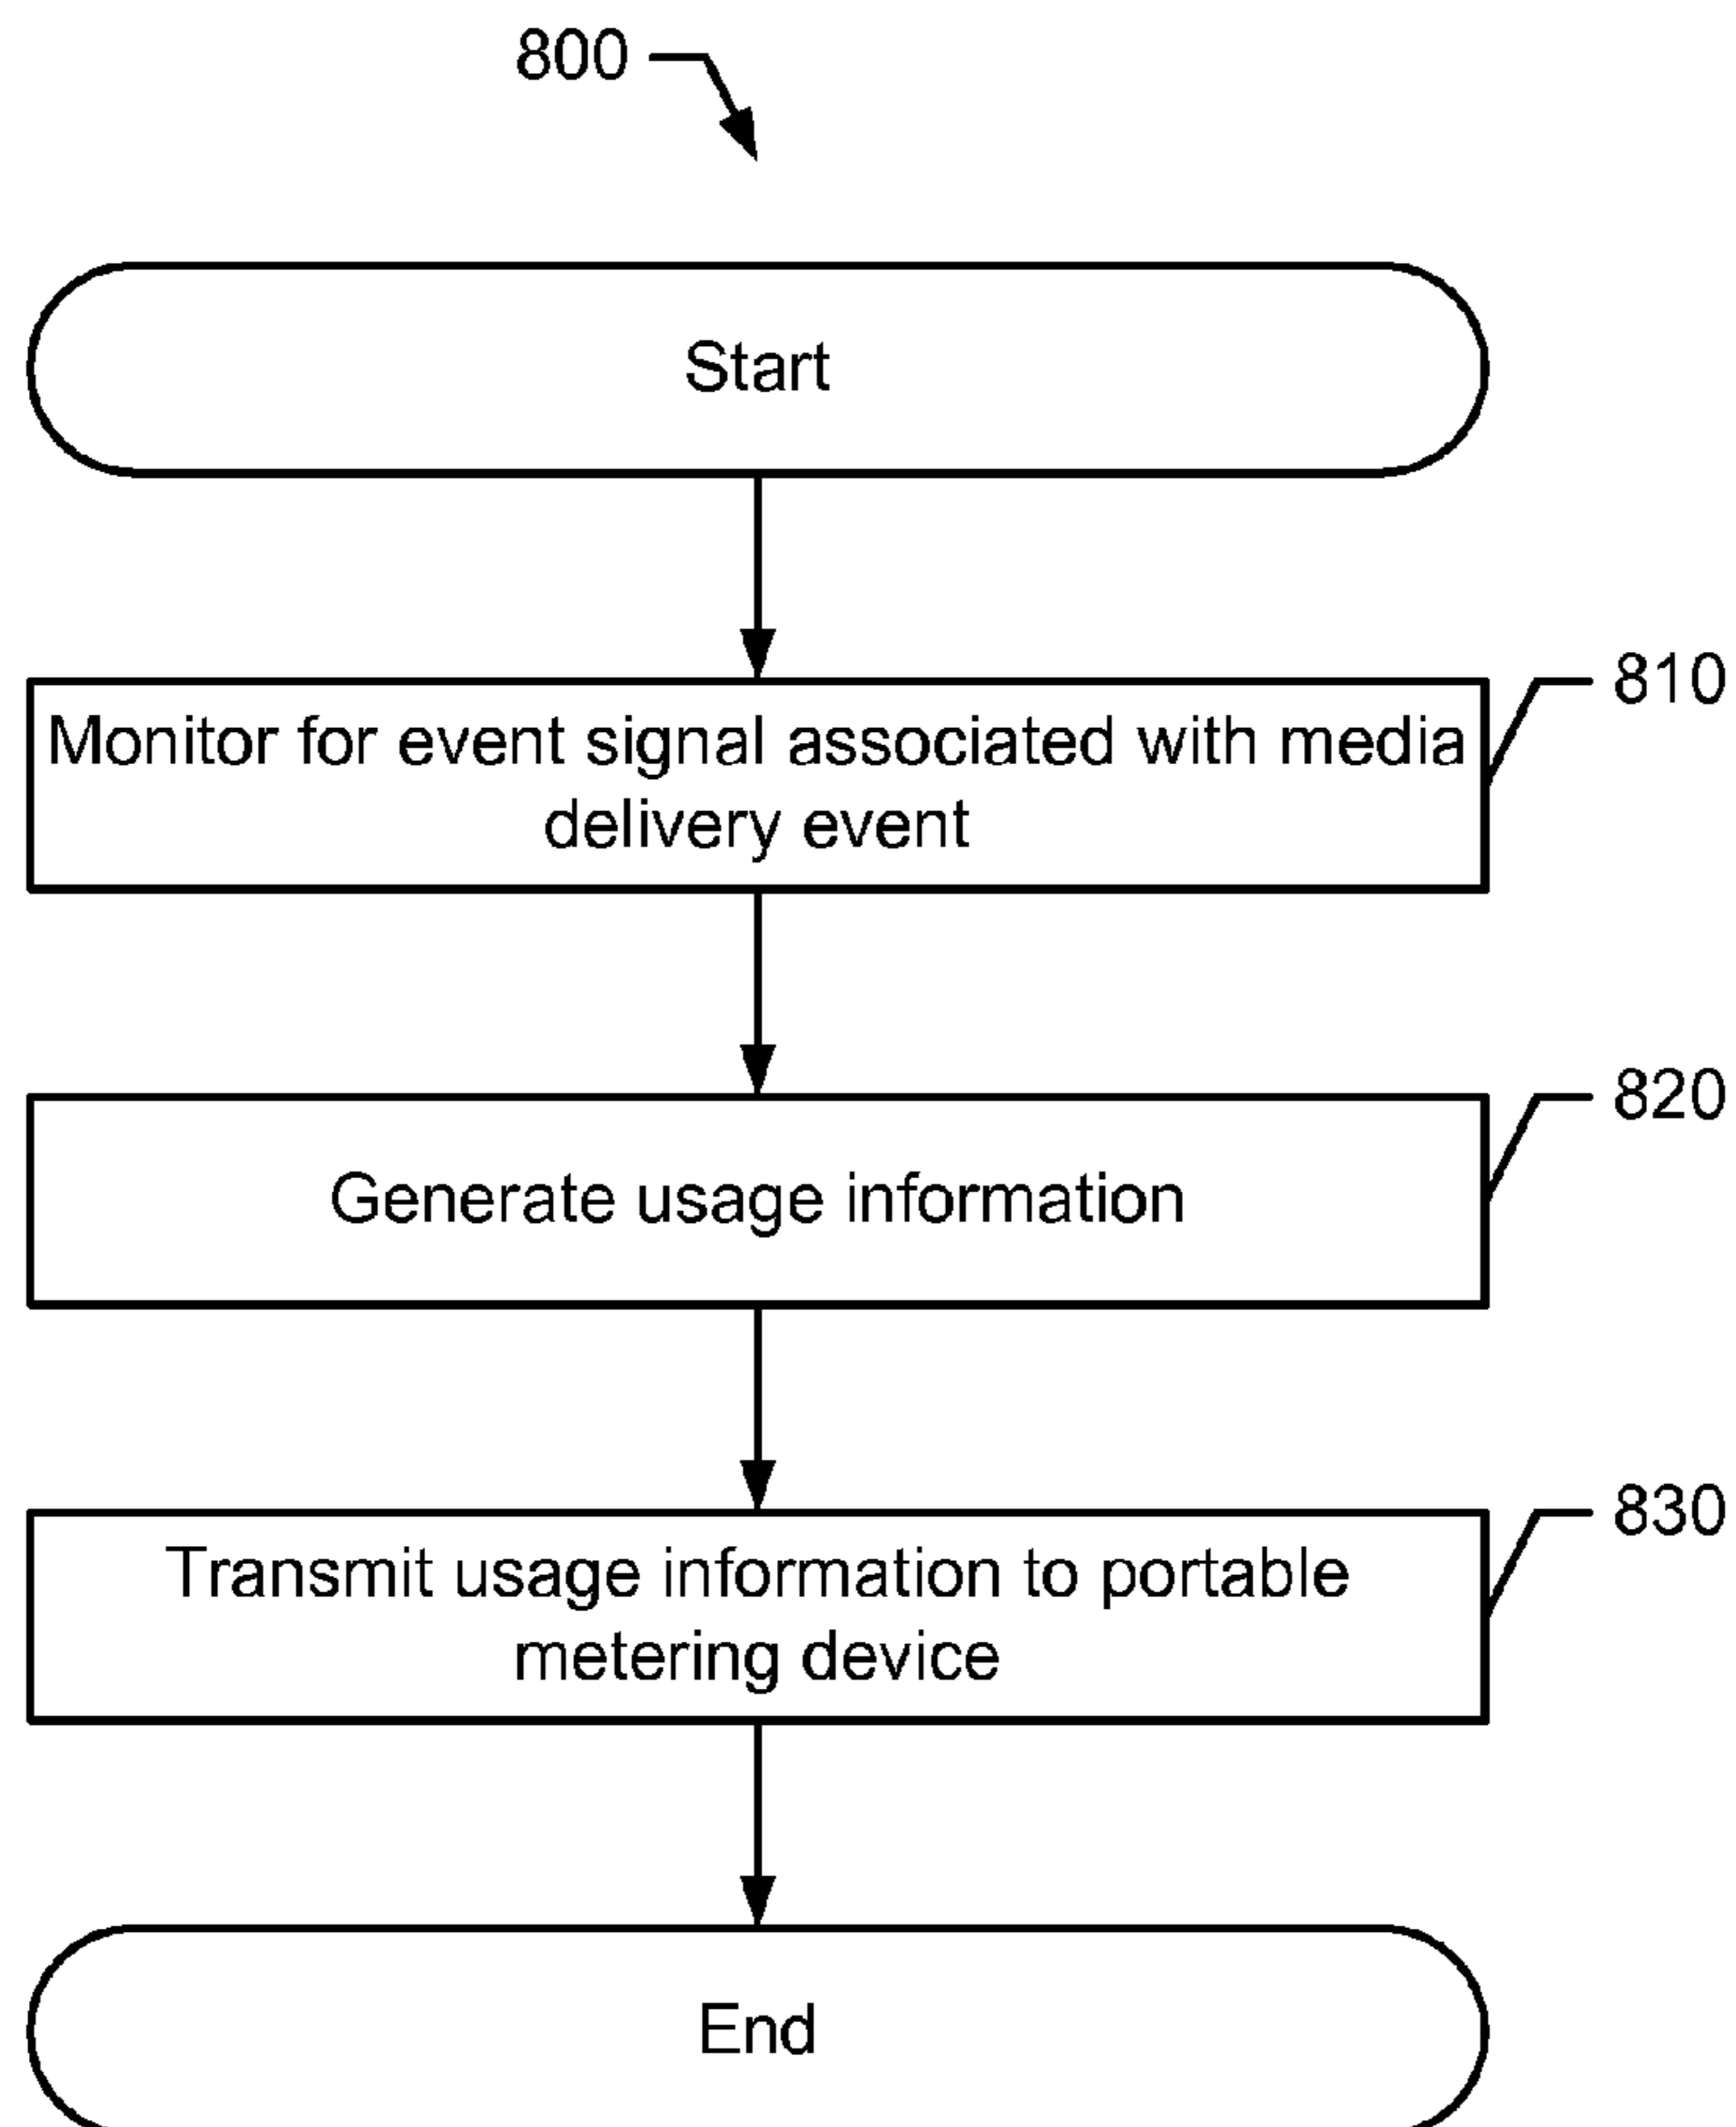 800
Start
810
Monitor for event signal associated with media
delivery event
820
Generate usage information
830
Transmit usage information to portable
metering device
End